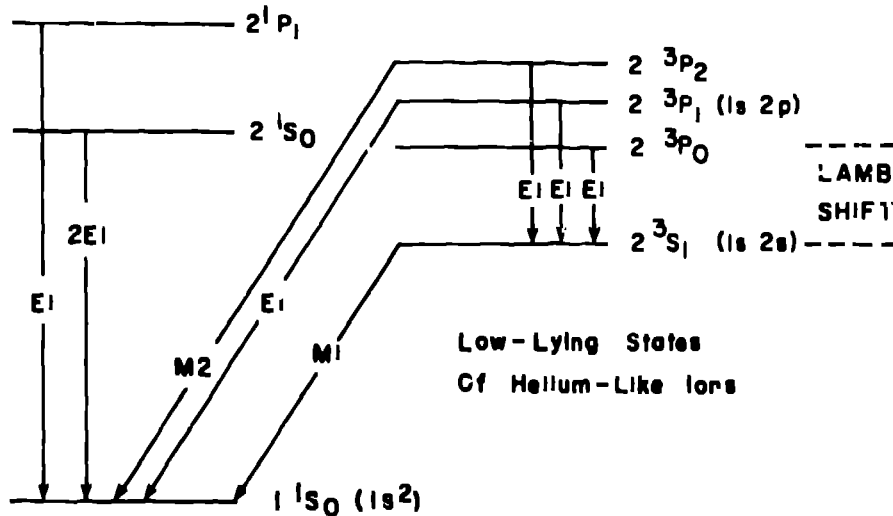 2 ¹P₁
2 ³P₂
2 ³P₁ (1s 2p)
2 ¹S₀
2 ³P₀
LAMB
SHIFT
E1 E1 E1
2E1
2 ³S₁ (1s 2s)
E1
E1
M2
M1
Low-Lying States
Of Helium-Like Ions
1 ¹S₀ (1s²)